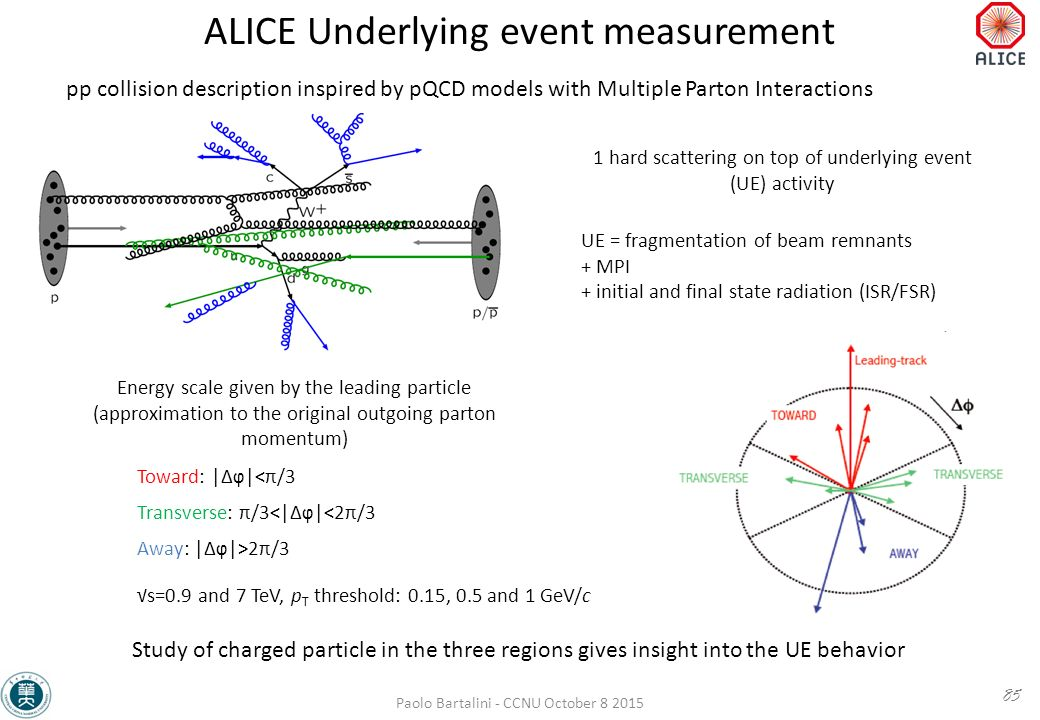 ALICE Underlying event measurement
ALICE
pp collision description inspired by pQCD models with Multiple Parton Interactions
c
s̅
W+
u
g
d
p
p/p̅
1 hard scattering on top of underlying event
(UE) activity
UE = fragmentation of beam remnants
+ MPI
+ initial and final state radiation (ISR/FSR)
Energy scale given by the leading particle
(approximation to the original outgoing parton
momentum)
Toward: |Δφ|<π/3
Transverse: π/3<|Δφ|<2π/3
Away: |Δφ|>2π/3
√s=0.9 and 7 TeV, pT threshold: 0.15, 0.5 and 1 GeV/c
Leading-track
Δϕ
TOWARD
TRANSVERSE
TRANSVERSE
AWAY
Study of charged particle in the three regions gives insight into the UE behavior
Paolo Bartalini - CCNU October 8 2015
85